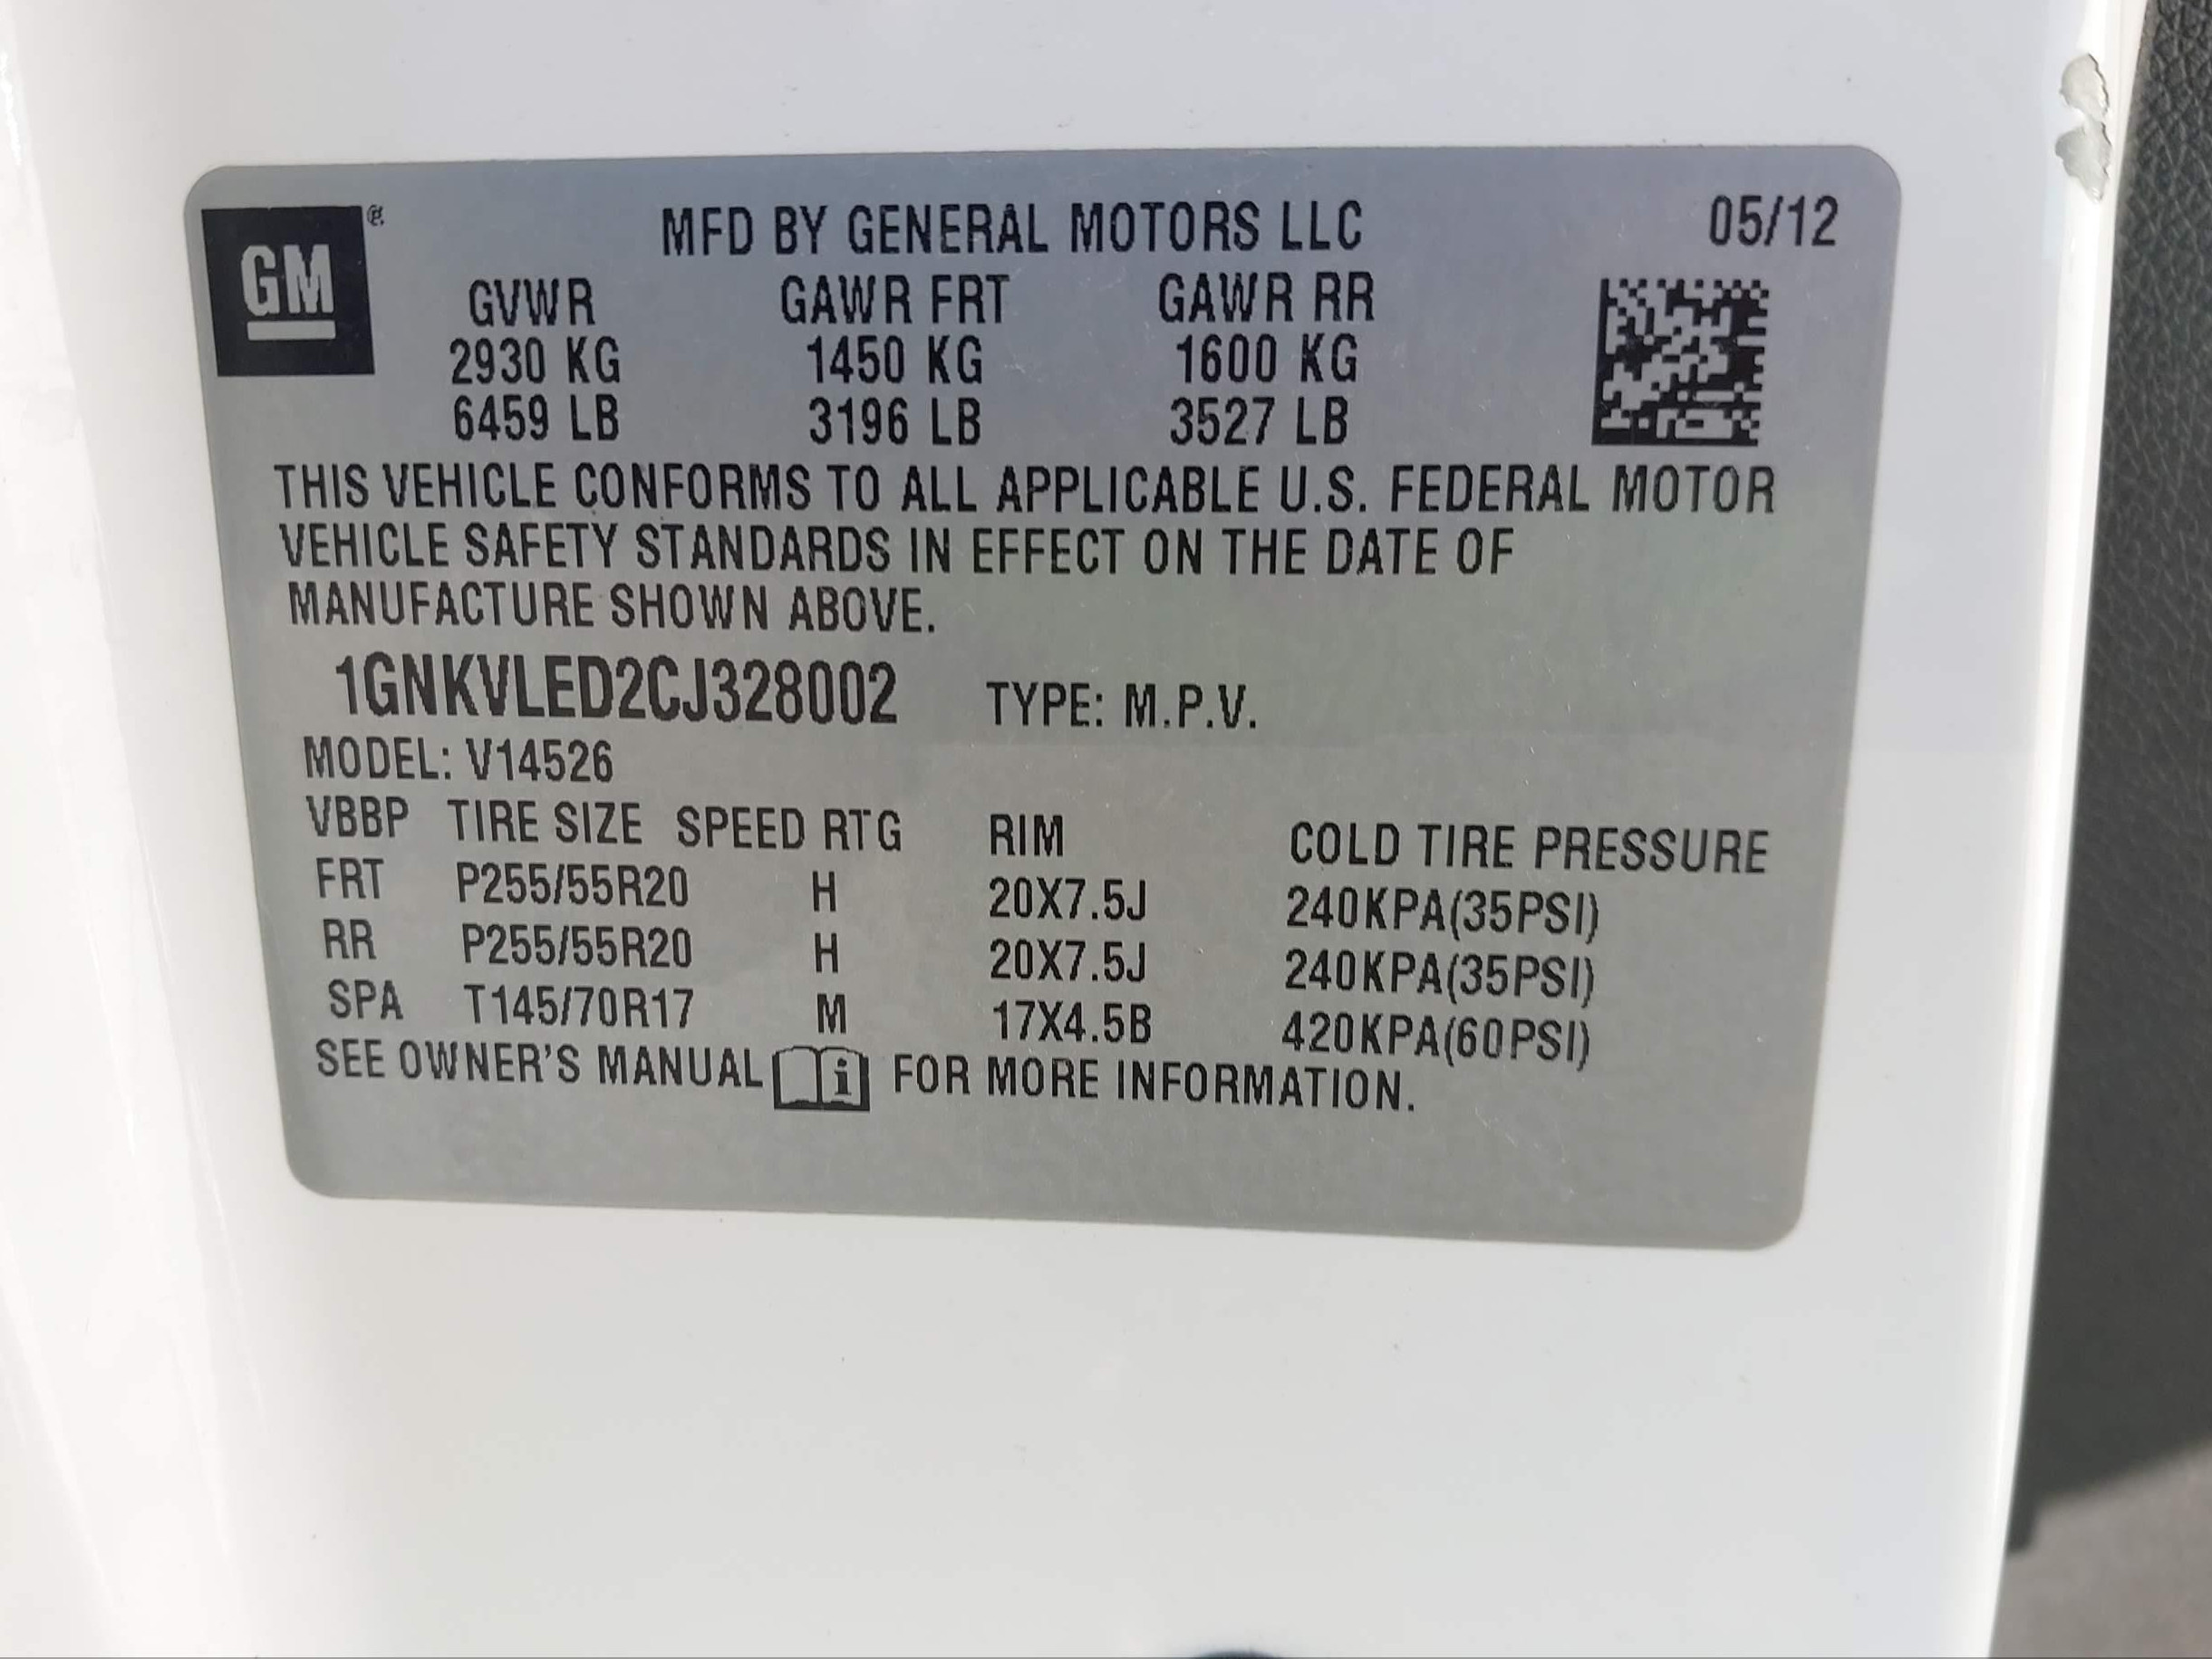 GM ®
MFD BY GENERAL MOTORS LLC 05/12
GVWR GAWR FRT GAWR RR
2930 KG 1450 KG 1600 KG
6459 LB 3196 LB 3527 LB
THIS VEHICLE CONFORMS TO ALL APPLICABLE U.S. FEDERAL MOTOR
VEHICLE SAFETY STANDARDS IN EFFECT ON THE DATE OF
MANUFACTURE SHOWN ABOVE.
1GNKVLED2CJ328002 TYPE: M.P.V.
MODEL: V14526
VBBP TIRE SIZE SPEED RTG RIM COLD TIRE PRESSURE
FRT P255/55R20 H 20X7.5J 240KPA(35PSI)
RR P255/55R20 H 20X7.5J 240KPA(35PSI)
SPA T145/70R17 M 17X4.5B 420KPA(60PSI)
SEE OWNER'S MANUAL i FOR MORE INFORMATION.